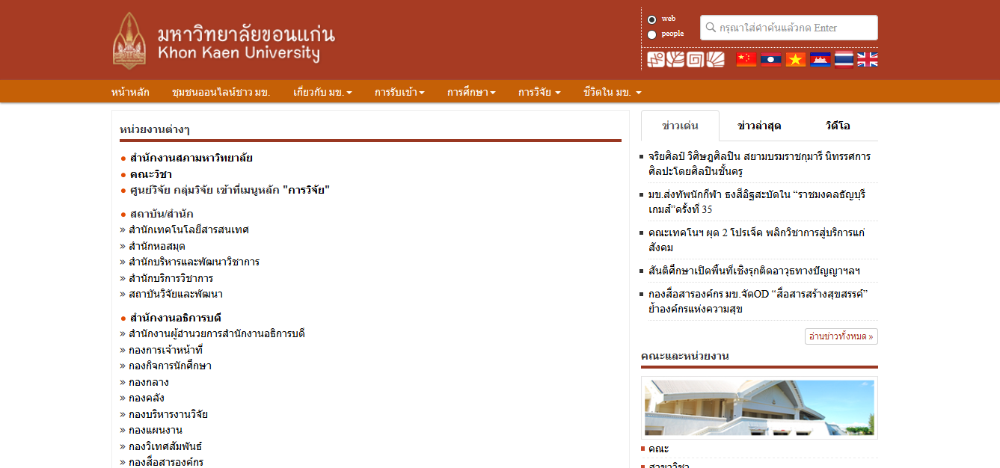 มหาวิทยาลัยขอนแก่น
Khon Kaen University
web
people
กรุณาใส่คำค้นแล้วกด Enter
หน้าหลัก ชุมชนออนไลน์ชาว มข. เกี่ยวกับ มข. การรับเข้า การศึกษา การวิจัย ชีวิตใน มข.
หน่วยงานต่างๆ
สำนักงานสภามหาวิทยาลัย
คณะวิชา
ศูนย์วิจัย กลุ่มวิจัย เข้าที่เมนูหลัก "การวิจัย"
สถาบัน/สำนัก
» สำนักเทคโนโลยีสารสนเทศ
» สำนักหอสมุด
» สำนักบริหารและพัฒนาวิชาการ
» สำนักบริการวิชาการ
» สถาบันวิจัยและพัฒนา
สำนักงานอธิการบดี
» สำนักงานผู้อำนวยการสำนักงานอธิการบดี
» กองการเจ้าหน้าที่
» กองกิจการนักศึกษา
» กองกลาง
» กองคลัง
» กองบริหารงานวิจัย
» กองแผนงาน
» กองวิเทศสัมพันธ์
» กองสื่อสารองค์กร
ข่าวเด่น ข่าวล่าสุด วิดีโอ
จริยศิลป์ วิศิษฎศิลปิน สยามบรมราชกุมารี นิทรรศการ
ศิลปะโดยศิลปินชั้นครู
มข.ส่งทัพนักกีฬา ธงสีอิฐสะบัดใน “ราชมงคลธัญบุรี
เกมส์”ครั้งที่ 35
คณะเทคโนฯ ผุด 2 โปรเจ็ค พลิกวิชาการสู่บริการแก่
สังคม
สันติศึกษาเปิดพื้นที่เชิงรุกติดอาวุธทางปัญญาฯลฯ
กองสื่อสารองค์กร มข.จัดOD “สื่อสารสร้างสุขสรรค์”
ย้ำองค์กรแห่งความสุข
อ่านข่าวทั้งหมด »
คณะและหน่วยงาน
คณะ
สาขาวิชา